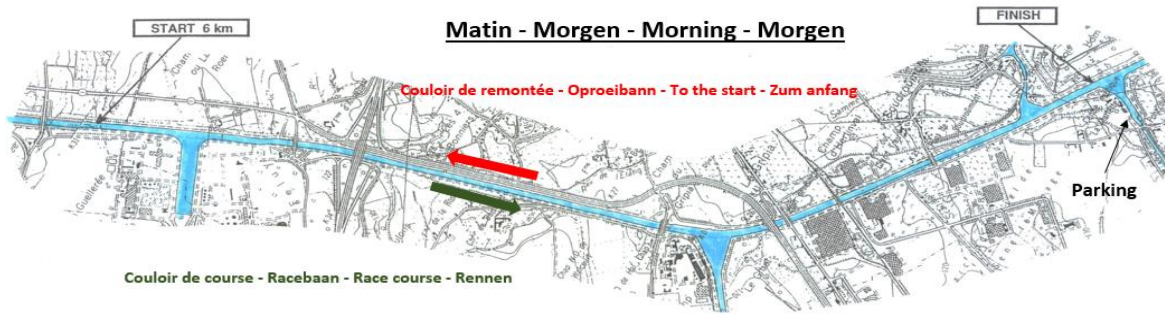 START 6 km
Matin - Morgen - Morning - Morgen
FINISH
Couloir de remontée - Oproeibann - To the start - Zum anfang
Parking
Couloir de course - Racebaan - Race course - Rennen